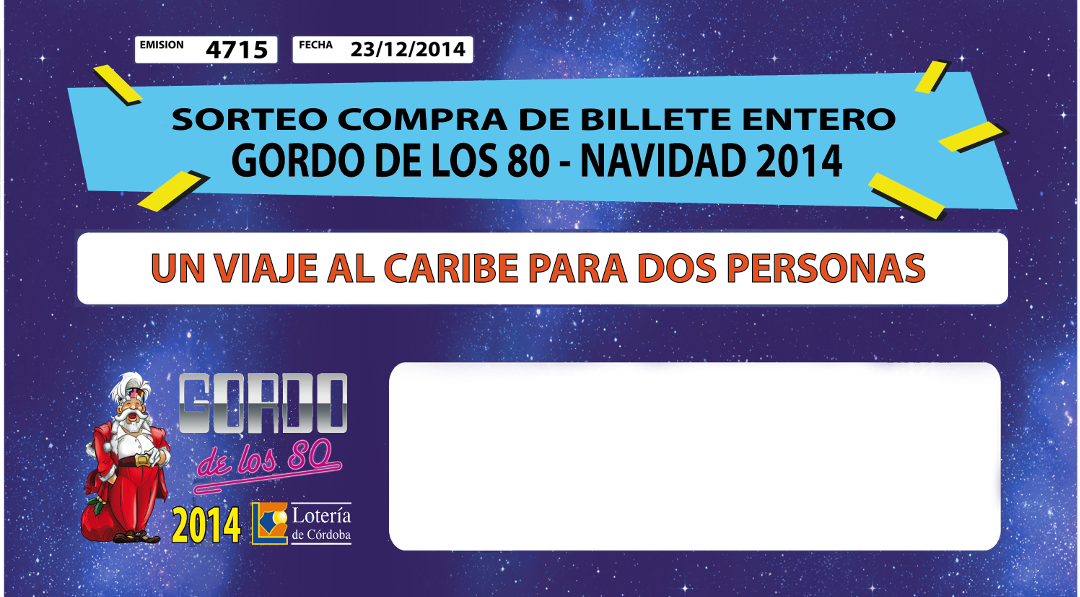 EMISION 4715 FECHA 23/12/2014
SORTEO COMPRA DE BILLETE ENTERO
GORDO DE LOS 80 - NAVIDAD 2014
UN VIAJE AL CARIBE PARA DOS PERSONAS
GORDO
de los 80
2014
Lotería
de Córdoba